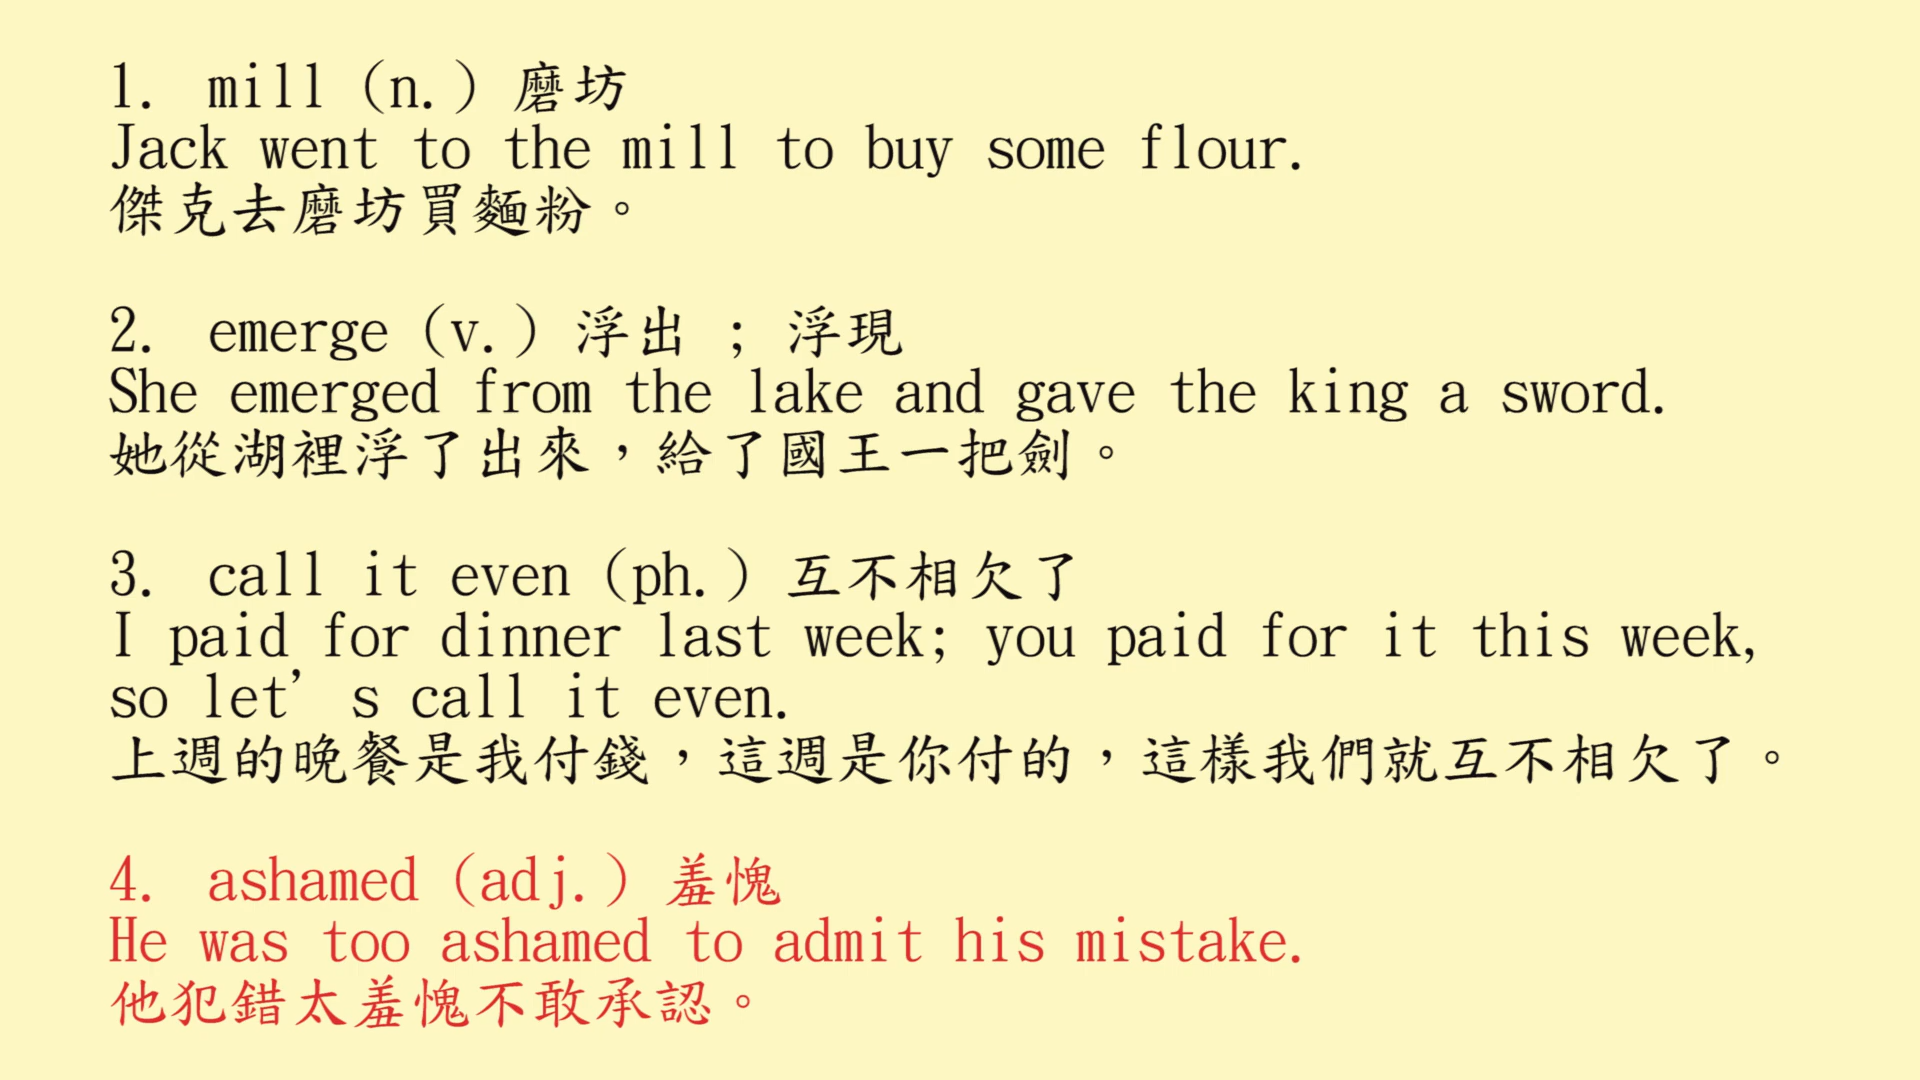 1. mill (n.) 磨坊
Jack went to the mill to buy some flour.
傑克去磨坊買麵粉。
2. emerge (v.) 浮出 ; 浮現
She emerged from the lake and gave the king a sword.
她從湖裡浮了出來，給了國王一把劍。
3. call it even (ph.) 互不相欠了
I paid for dinner last week; you paid for it this week,
so let’s call it even.
上週的晚餐是我付錢，這週是你付的，這樣我們就互不相欠了。
4. ashamed (adj.) 羞愧
He was too ashamed to admit his mistake.
他犯錯太羞愧不敢承認。